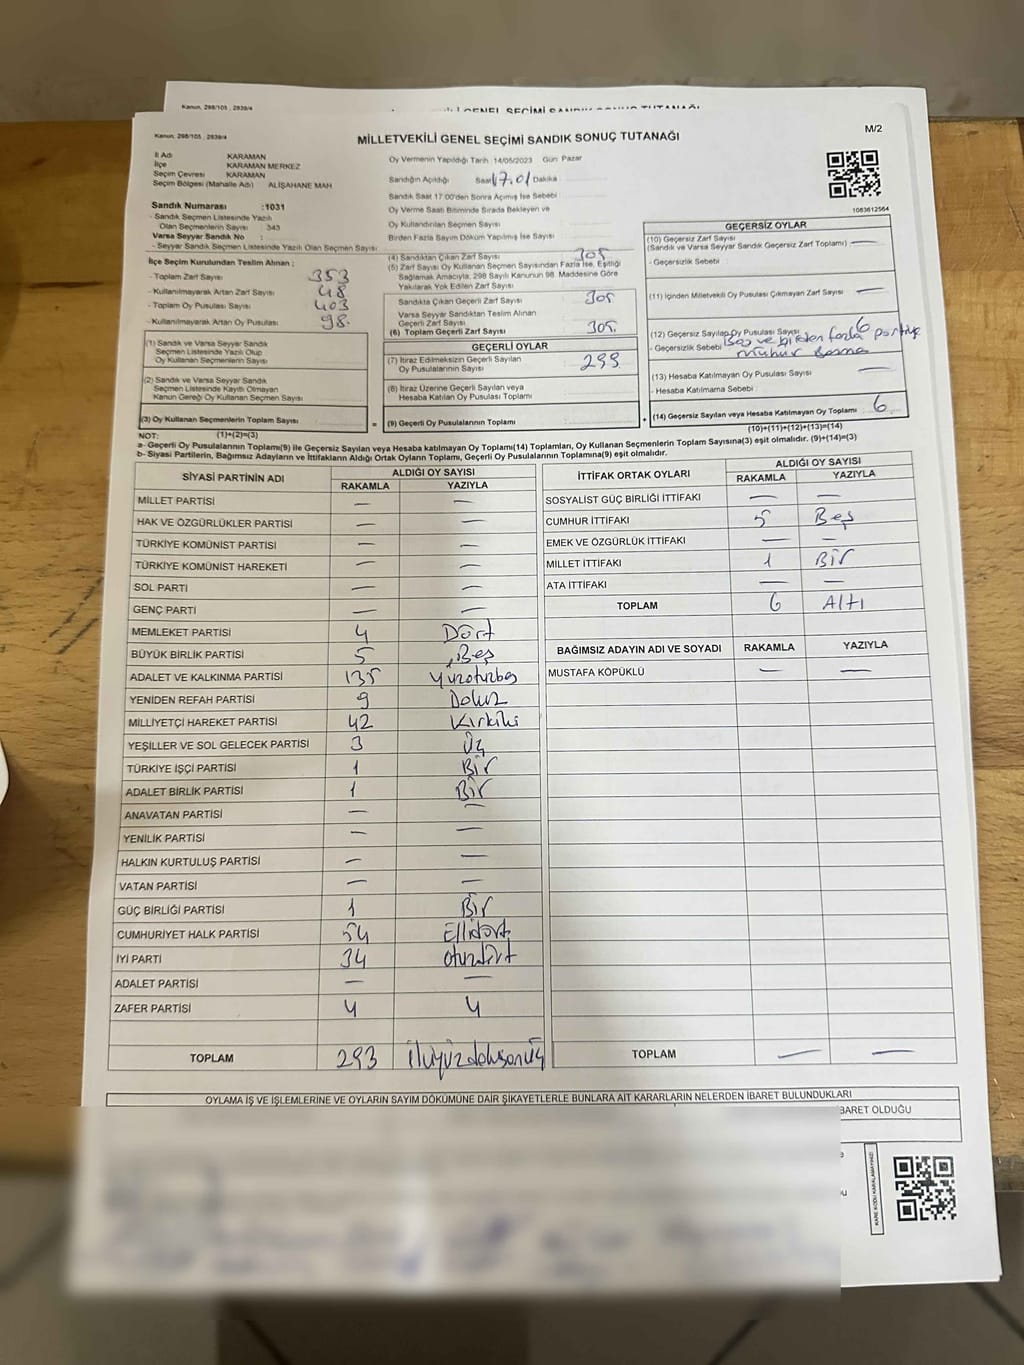 Kanun, 298/105 , 2839/4
GENEL SEÇİMİ SANDIK SONUÇ TUTANAĞI
Kanun, 298/105 , 2839/4
MİLLETVEKİLİ GENEL SEÇİMİ SANDIK SONUÇ TUTANAĞI
M/2
İl Adı KARAMAN
İlçe KARAMAN MERKEZ
Seçim Çevresi KARAMAN
Seçim Bölgesi (Mahalle Adı) ALİŞAHANE MAH
Oy Vermenin Yapıldığı Tarih 14/05/2023 Gün Pazar
Sandığın Açıldığı Saat 17.01 Dakika
Sandık Saat 17:00'den Sonra Açımış İse Sebebi
Oy Verme Saati Bitiminde Sırada Bekleyen ve
Oy Kullandırılan Seçmen Sayısı
Birden Fazla Sayım Döküm Yapılmış İse Sayısı
1083612564
Sandık Numarası :1031
- Sandık Seçmen Listesinde Yazılı
Olan Seçmenlerin Sayısı : 343
Varsa Seyyar Sandık No :
- Seyyar Sandık Seçmen Listesinde Yazılı Olan Seçmen Sayısı:
İlçe Seçim Kurulundan Teslim Alınan ;
- Toplam Zarf Sayısı 353
- Kullanılmayarak Artan Zarf Sayısı 48
- Toplam Oy Pusulası Sayısı 403
- Kullanılmayarak Artan Oy Pusulası 98
(4) Sandıktan Çıkan Zarf Sayısı 305
(5) Zarf Sayısı Oy Kullanan Seçmen Sayısından Fazla İse, Eşitliği
Sağlamak Amacıyla, 298 Sayılı Kanunun 98. Maddesine Göre
Yakılarak Yok Edilen Zarf Sayısı
Sandıkta Çıkan Geçerli Zarf Sayısı 305
Varsa Seyyar Sandıktan Teslim Alınan
Geçerli Zarf Sayısı
(6) Toplam Geçerli Zarf Sayısı 305
GEÇERSİZ OYLAR
(10) Geçersiz Zarf Sayısı
(Sandık ve Varsa Seyyar Sandık Geçersiz Zarf Toplamı) —
- Geçersizlik Sebebi
(11) İçinden Milletvekili Oy Pusulası Çıkmayan Zarf Sayısı —
(12) Geçersiz Sayılan Oy Pusulası Sayısı 6
- Geçersizlik Sebebi Boş ve birden fazla partiye
mühür basma
(13) Hesaba Katılmayan Oy Pusulası Sayısı —
- Hesaba Katılmama Sebebi
(14) Geçersiz Sayılan veya Hesaba Katılmayan Oy Toplamı 6
(10)+(11)+(12)+(13)=(14)
(1) Sandık ve Varsa Seyyar Sandık
Seçmen Listesinde Yazılı Olup
Oy Kullanan Seçmenlerin Sayısı
(2) Sandık ve Varsa Seyyar Sandık
Seçmen Listesinde Kayıtlı Olmayan
Kanun Gereği Oy Kullanan Seçmen Sayısı
(3) Oy Kullanan Seçmenlerin Toplam Sayısı =
(1)+(2)=(3)
GEÇERLİ OYLAR
(7) İtiraz Edilmeksizin Geçerli Sayılan
Oy Pusulalarının Sayısı 299
(8) İtiraz Üzerine Geçerli Sayılan veya
Hesaba Katılan Oy Pusulası Toplamı
(9) Geçerli Oy Pusulalarının Toplamı +
NOT:
a- Geçerli Oy Pusulalarının Toplamı(9) ile Geçersiz Sayılan veya Hesaba katılmayan Oy Toplamı(14) Toplamları, Oy Kullanan Seçmenlerin Toplam Sayısına(3) eşit olmalıdır. (9)+(14)=(3)
b- Siyasi Partilerin, Bağımsız Adayların ve İttifakların Aldığı Ortak Oyların Toplamı, Geçerli Oy Pusulalarının Toplamına(9) eşit olmalıdır.
SİYASİ PARTİNİN ADI ALDIĞI OY SAYISI
RAKAMLA YAZIYLA
MİLLET PARTİSİ — —
HAK VE ÖZGÜRLÜKLER PARTİSİ — —
TÜRKİYE KOMÜNİST PARTİSİ — —
TÜRKİYE KOMÜNİST HAREKETİ — —
SOL PARTİ — —
GENÇ PARTİ — —
MEMLEKET PARTİSİ 4 Dört
BÜYÜK BİRLİK PARTİSİ 5 Beş
ADALET VE KALKINMA PARTİSİ 135 Yüzotuzbeş
YENİDEN REFAH PARTİSİ 9 Dokuz
MİLLİYETÇİ HAREKET PARTİSİ 42 Kırkiki
YEŞİLLER VE SOL GELECEK PARTİSİ 3 Üç
TÜRKİYE İŞÇİ PARTİSİ 1 Bir
ADALET BİRLİK PARTİSİ 1 Bir
ANAVATAN PARTİSİ — —
YENİLİK PARTİSİ — —
HALKIN KURTULUŞ PARTİSİ — —
VATAN PARTİSİ — —
GÜÇ BİRLİĞİ PARTİSİ 1 Bir
CUMHURİYET HALK PARTİSİ 54 Ellidört
İYİ PARTİ 34 otuzdört
ADALET PARTİSİ — —
ZAFER PARTİSİ 4 4
TOPLAM 293 ikiyüzdoksanüç
İTTİFAK ORTAK OYLARI ALDIĞI OY SAYISI
RAKAMLA YAZIYLA
SOSYALİST GÜÇ BİRLİĞİ İTTİFAKI — —
CUMHUR İTTİFAKI 5 Beş
EMEK VE ÖZGÜRLÜK İTTİFAKI — —
MİLLET İTTİFAKI 1 Bir
ATA İTTİFAKI — —
TOPLAM 6 Altı
BAĞIMSIZ ADAYIN ADI VE SOYADI RAKAMLA YAZIYLA
MUSTAFA KÖPÜKLÜ — —
TOPLAM — —
OYLAMA İŞ VE İŞLEMLERİNE VE OYLARIN SAYIM DÖKÜMÜNE DAİR ŞİKAYETLERLE BUNLARA AİT KARARLARIN NELERDEN İBARET BULUNDUKLARI
BARET OLDUĞU
KARE KODU KARALAMAYINIZ!